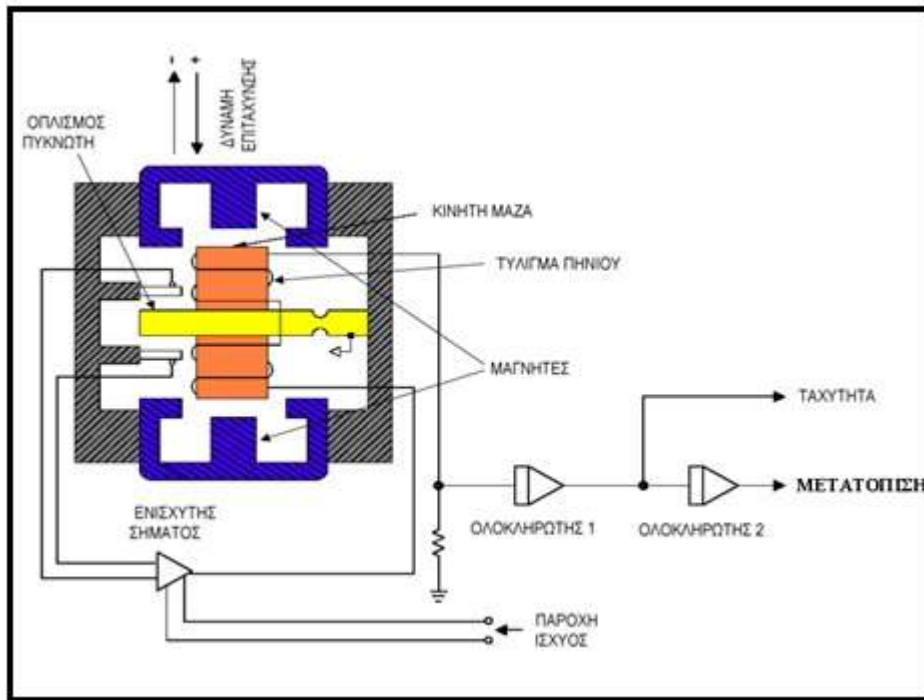 - +
ΔΥΝΑΜΗ
ΕΠΙΤΑΧΥΝΣΗΣ
ΟΠΛΙΣΜΟΣ
ΠΥΚΝΩΤΗ
ΚΙΝΗΤΗ ΜΑΖΑ
ΤΥΛΙΓΜΑ ΠΗΝΙΟΥ
ΜΑΓΝΗΤΕΣ
ΤΑΧΥΤΗΤΑ
ΜΕΤΑΤΟΠΙΣΗ
ΟΛΟΚΛΗΡΩΤΗΣ 1
ΟΛΟΚΛΗΡΩΤΗΣ 2
ΕΝΙΣΧΥΤΗΣ
ΣΗΜΑΤΟΣ
ΠΑΡΟΧΗ
ΙΣΧΥΟΣ